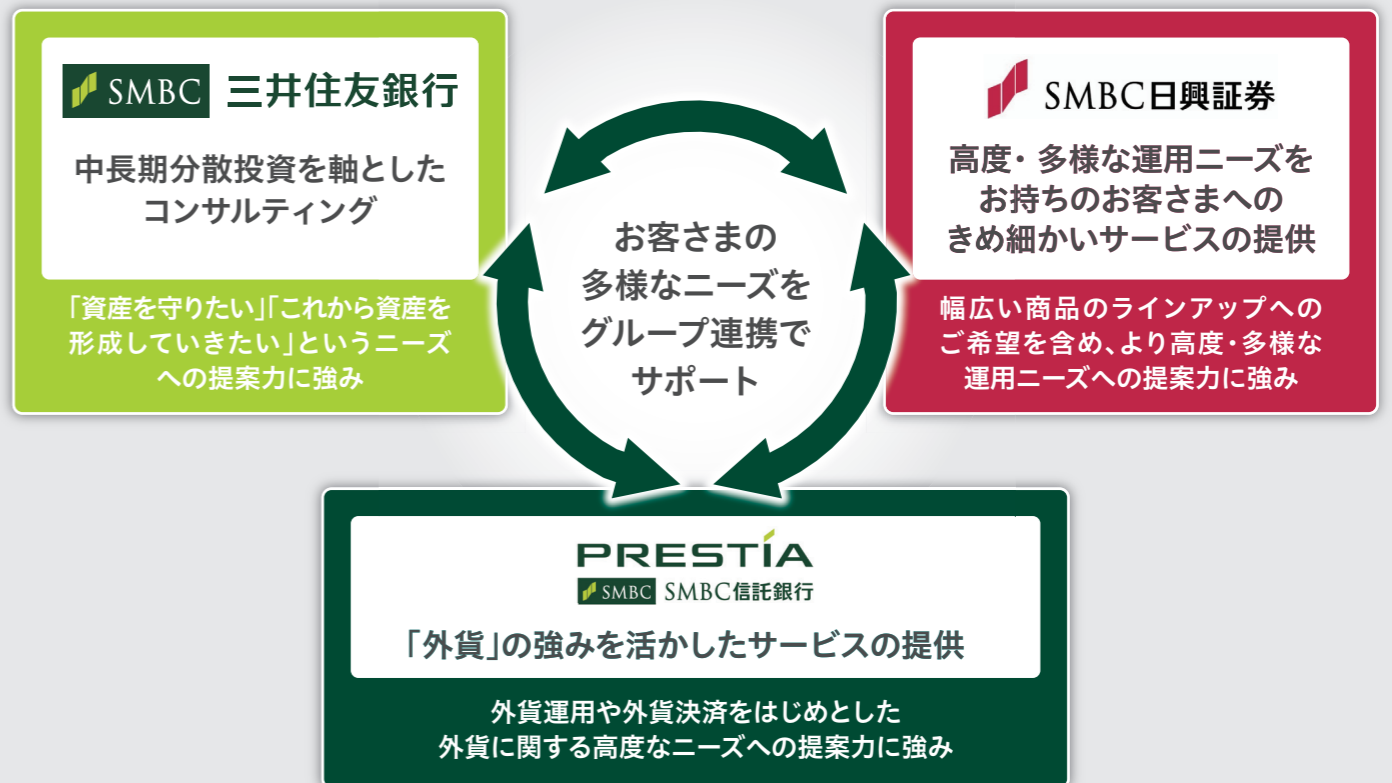 SMBC 三井住友銀行
中長期分散投資を軸とした
コンサルティング
「資産を守りたい」「これから資産を
形成していきたい」というニーズ
への提案力に強み
SMBC日興証券
高度・多様な運用ニーズを
お持ちのお客さまへの
きめ細かいサービスの提供
幅広い商品のラインアップへの
ご希望を含め、より高度・多様な
運用ニーズへの提案力に強み
お客さまの
多様なニーズを
グループ連携で
サポート
PRESTÍA
SMBC SMBC信託銀行
「外貨」の強みを活かしたサービスの提供
外貨運用や外貨決済をはじめとした
外貨に関する高度なニーズへの提案力に強み